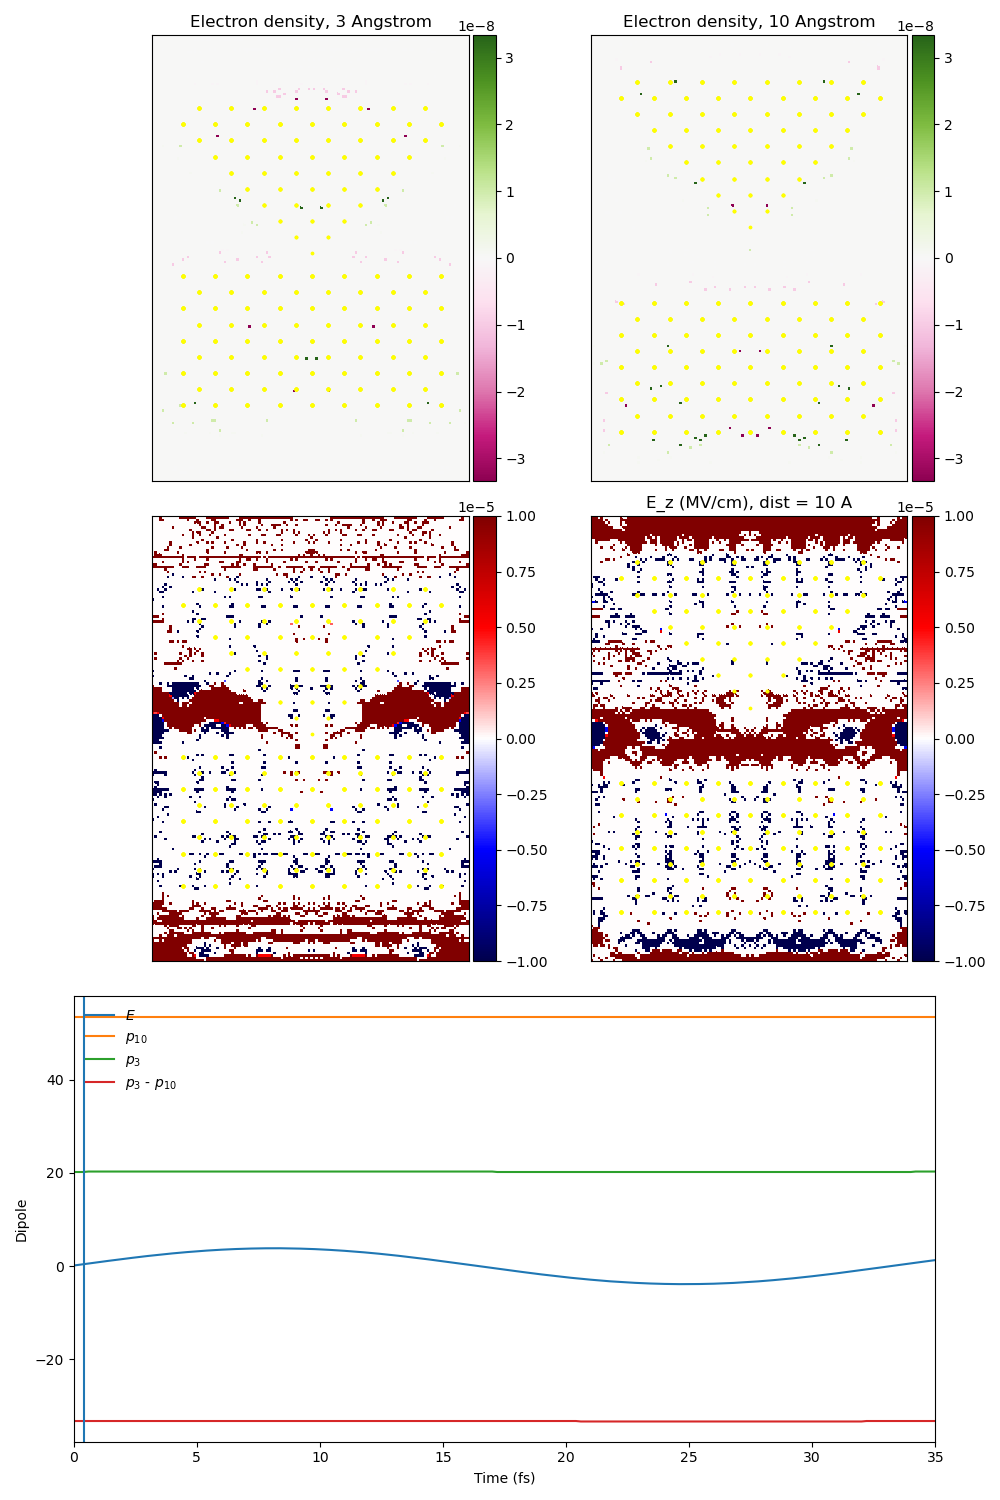 Electron density, 3 Angstrom
1e−8
3
2
1
0
−1
−2
−3
Electron density, 10 Angstrom
1e−8
3
2
1
0
−1
−2
−3
1e−5
1.00
0.75
0.50
0.25
0.00
−0.25
−0.50
−0.75
−1.00
E_z (MV/cm), dist = 10 A
1e−5
1.00
0.75
0.50
0.25
0.00
−0.25
−0.50
−0.75
−1.00
E
p10
p3
p3 - p10
Dipole
40
20
0
−20
0 5 10 15 20 25 30 35
Time (fs)